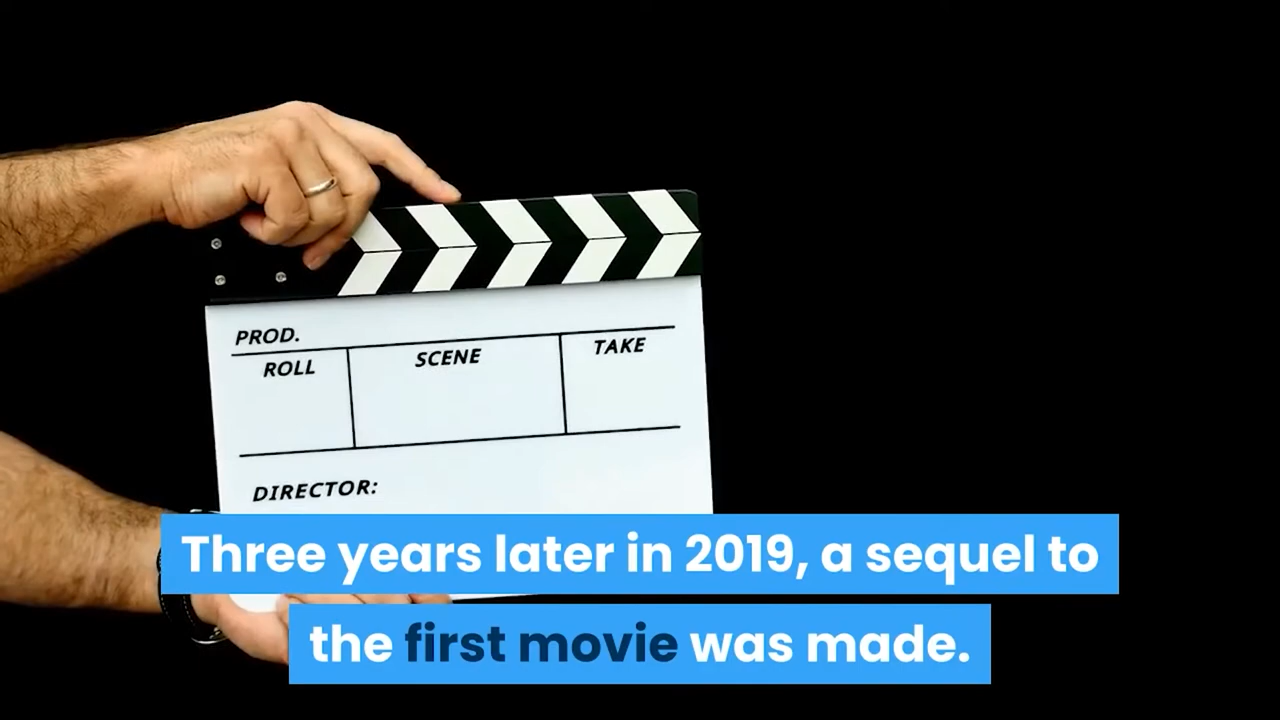 PROD.
ROLL SCENE TAKE
DIRECTOR:
Three years later in 2019, a sequel to
the first movie was made.